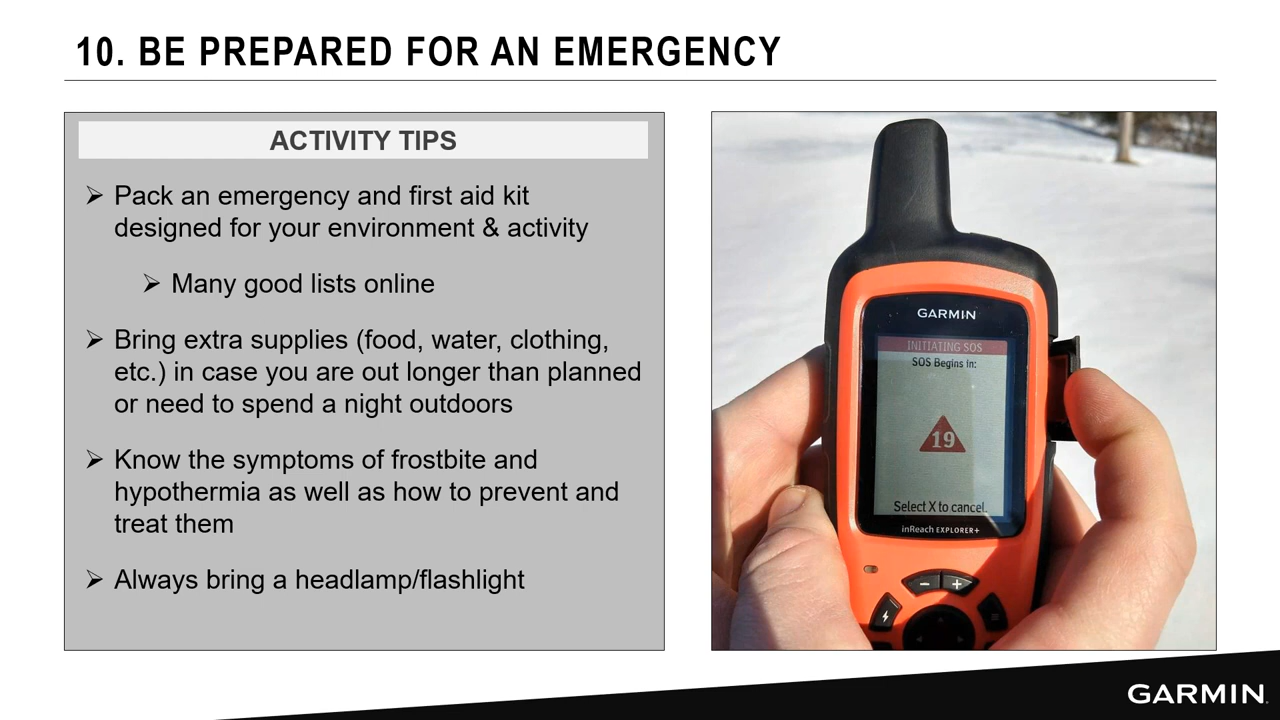 10. BE PREPARED FOR AN EMERGENCY
ACTIVITY TIPS
➢ Pack an emergency and first aid kit
designed for your environment & activity
➢ Many good lists online
➢ Bring extra supplies (food, water, clothing,
etc.) in case you are out longer than planned
or need to spend a night outdoors
➢ Know the symptoms of frostbite and
hypothermia as well as how to prevent and
treat them
➢ Always bring a headlamp/flashlight
GARMIN
INITIATING SOS
SOS Begins in:
19
Select X to cancel.
inReach EXPLORER+
GARMIN